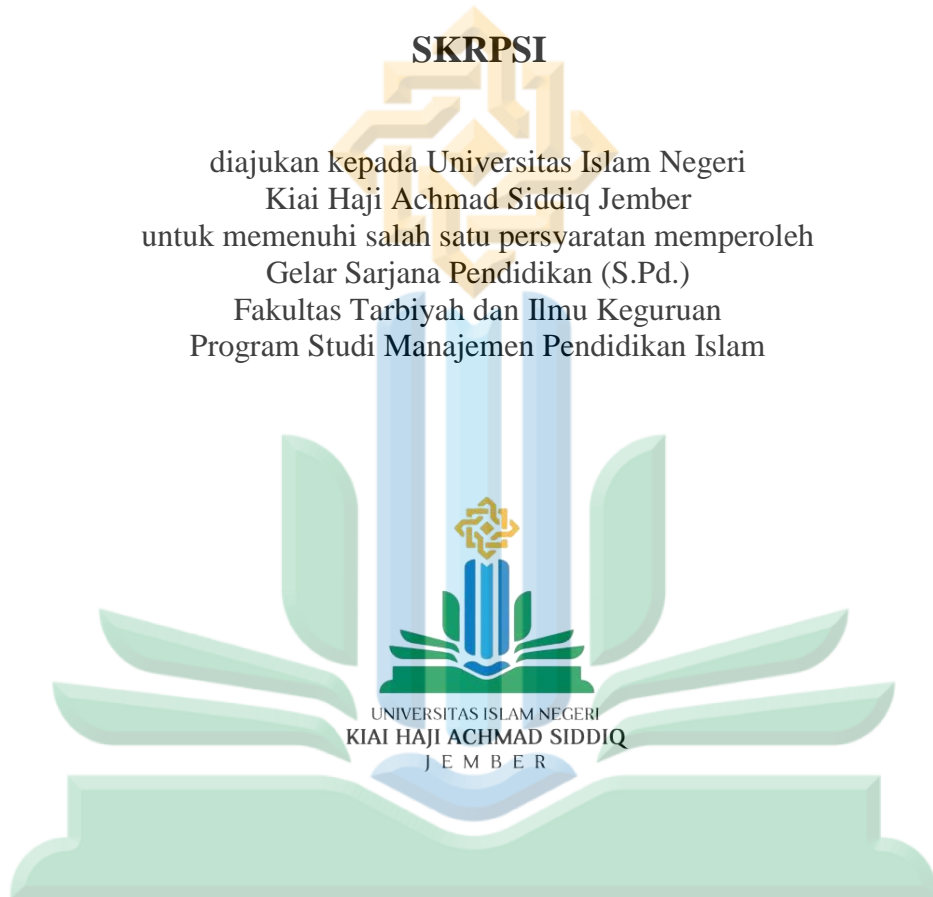 SKRPSI
diajukan kepada Universitas Islam Negeri
Kiai Haji Achmad Siddiq Jember
untuk memenuhi salah satu persyaratan memperoleh
Gelar Sarjana Pendidikan (S.Pd.)
Fakultas Tarbiyah dan Ilmu Keguruan
Program Studi Manajemen Pendidikan Islam
UNIVERSITAS ISLAM NEGERI
KIAI HAJI ACHMAD SIDDIQ
JEMBER